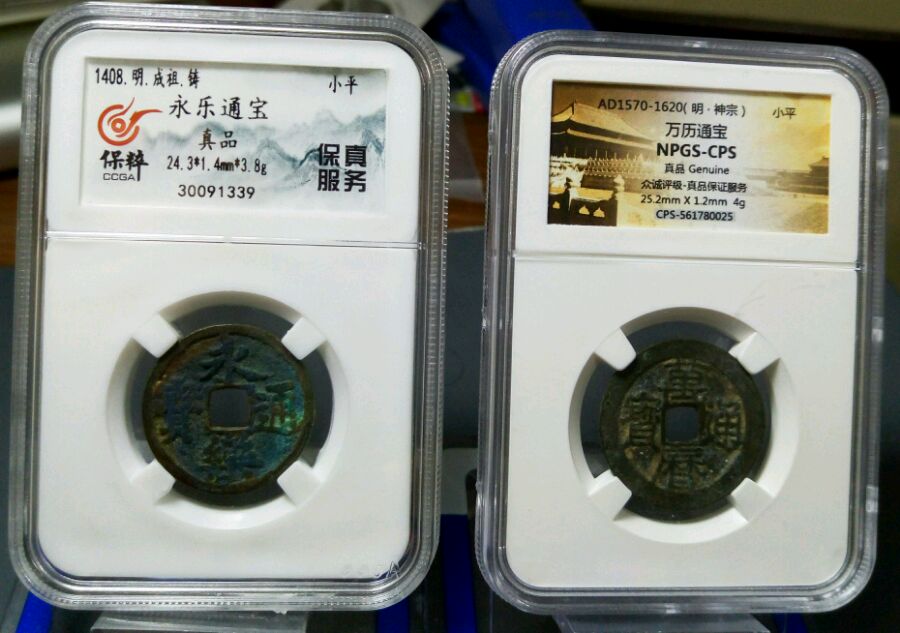 1408.明.成祖.铸
小平
永乐通宝
真品
24.3*1.4mm*3.8g
30091339
保粹
CCGA
保真
服务
永
通
樂
寶
AD1570-1620(明·神宗)
小平
万历通宝
NPGS-CPS
真品 Genuine
众诚评级-真品保证服务
25.2mm X 1.2mm 4g
CPS-561780025
萬
通
曆
寶